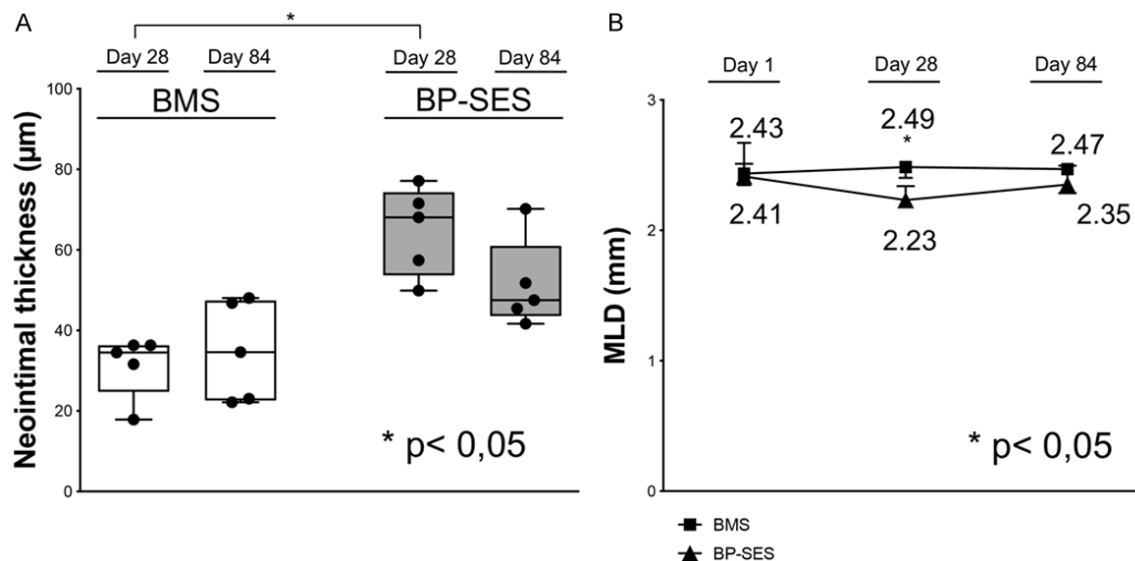 A
*
Day 28 Day 84 Day 28 Day 84
BMS BP-SES
Neointimal thickness (µm)
100
80
60
40
20
0
* p< 0,05
B
Day 1 Day 28 Day 84
MLD (mm)
3
2
1
0
2.43 2.49 2.47
*
2.41 2.23 2.35
* p< 0,05
BMS
BP-SES